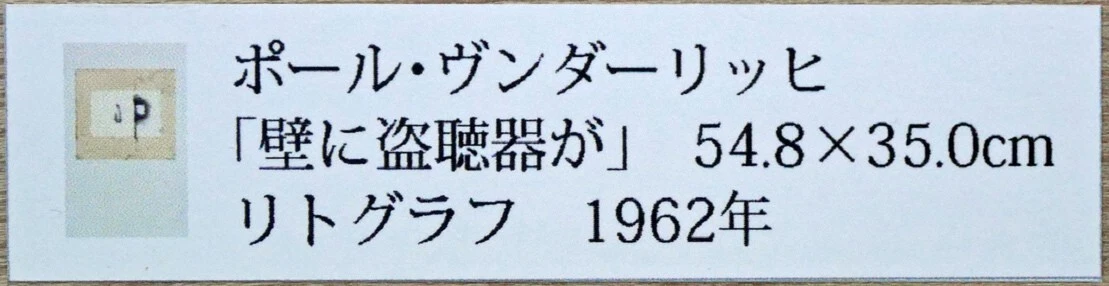 ポール・ヴンダーリッヒ
「壁に盗聴器が」 54.8×35.0cm
リトグラフ 1962年